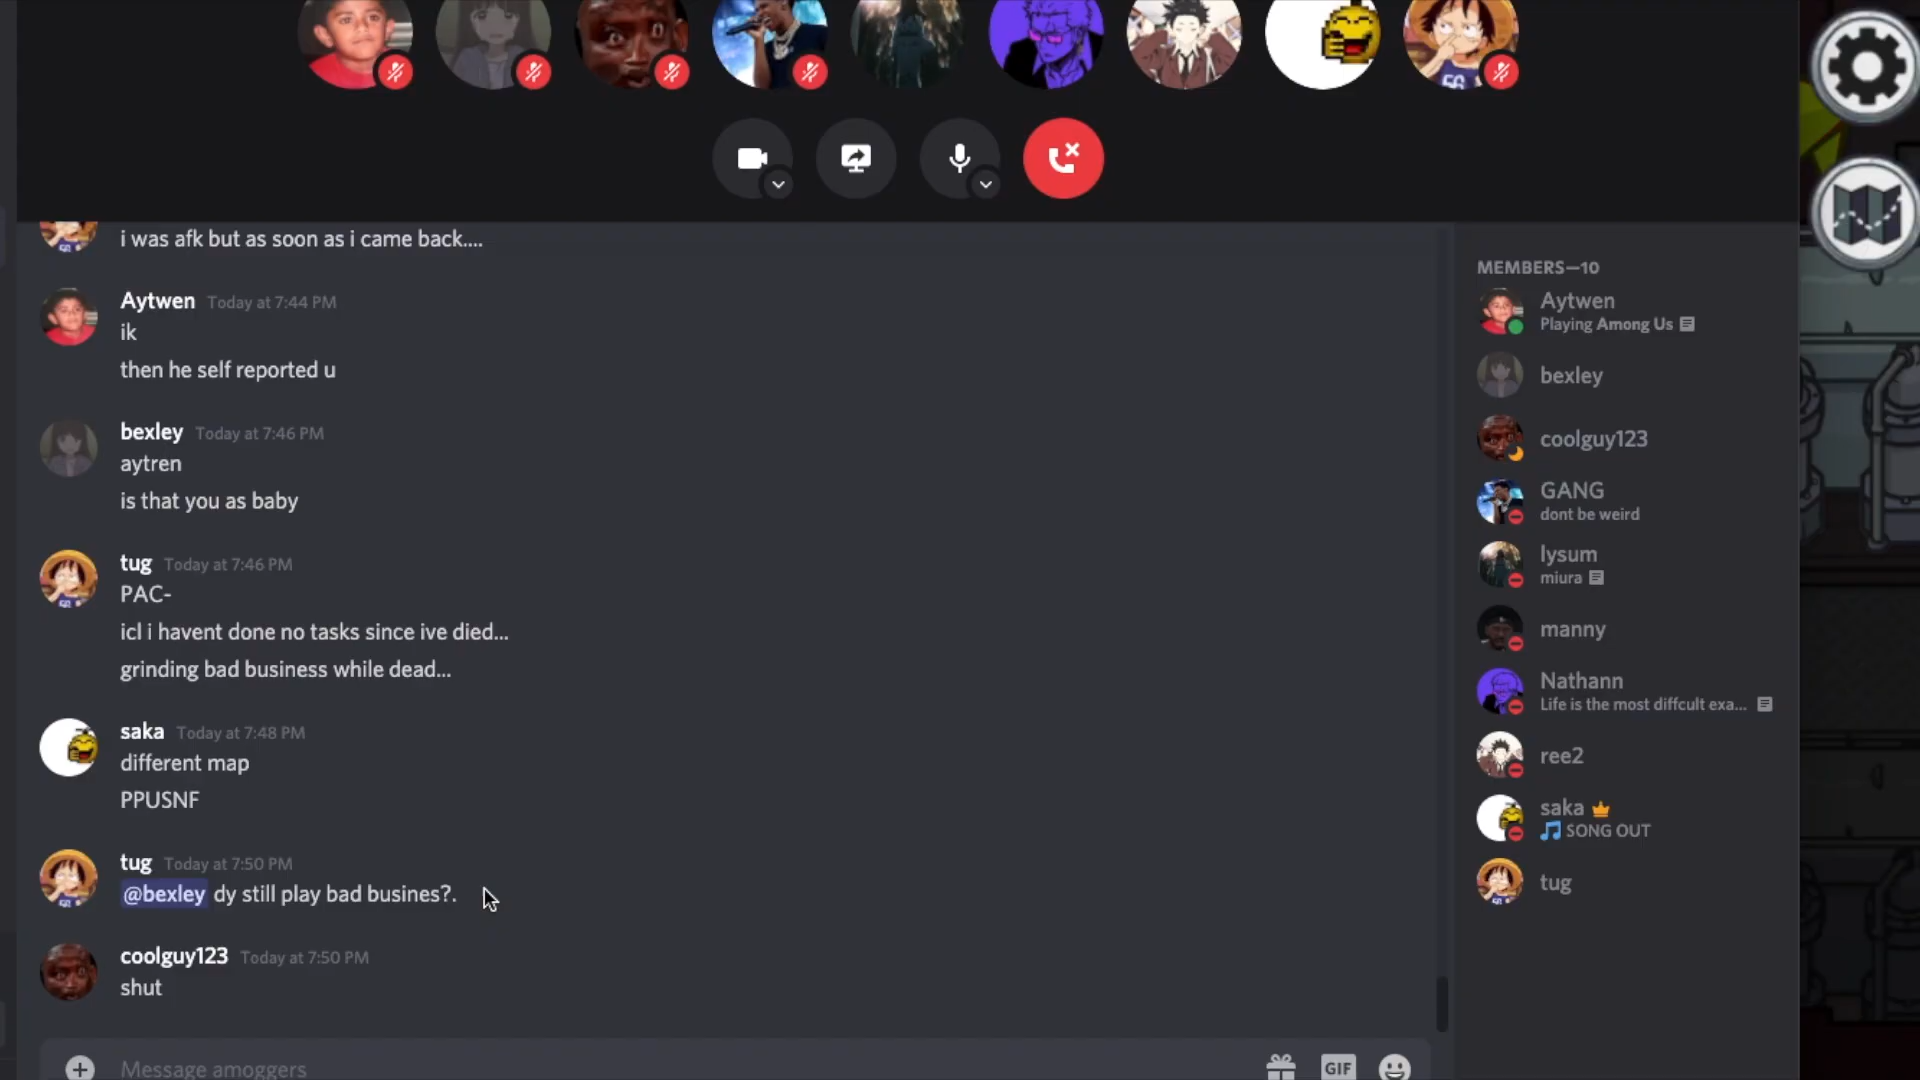 i was afk but as soon as i came back....
MEMBERS—10
Aytwen Today at 7:44 PM
ik
then he self reported u
bexley Today at 7:46 PM
aytren
is that you as baby
tug Today at 7:46 PM
PAC-
icl i havent done no tasks since ive died...
grinding bad business while dead...
saka Today at 7:48 PM
different map
PPUSNF
tug Today at 7:50 PM
@bexley dy still play bad busines?.
coolguy123 Today at 7:50 PM
shut
Message amoggers
GIF
Aytwen
Playing Among Us
bexley
coolguy123
GANG
dont be weird
lysum
miura
manny
Nathann
Life is the most diffcult exa...
ree2
saka
SONG OUT
tug